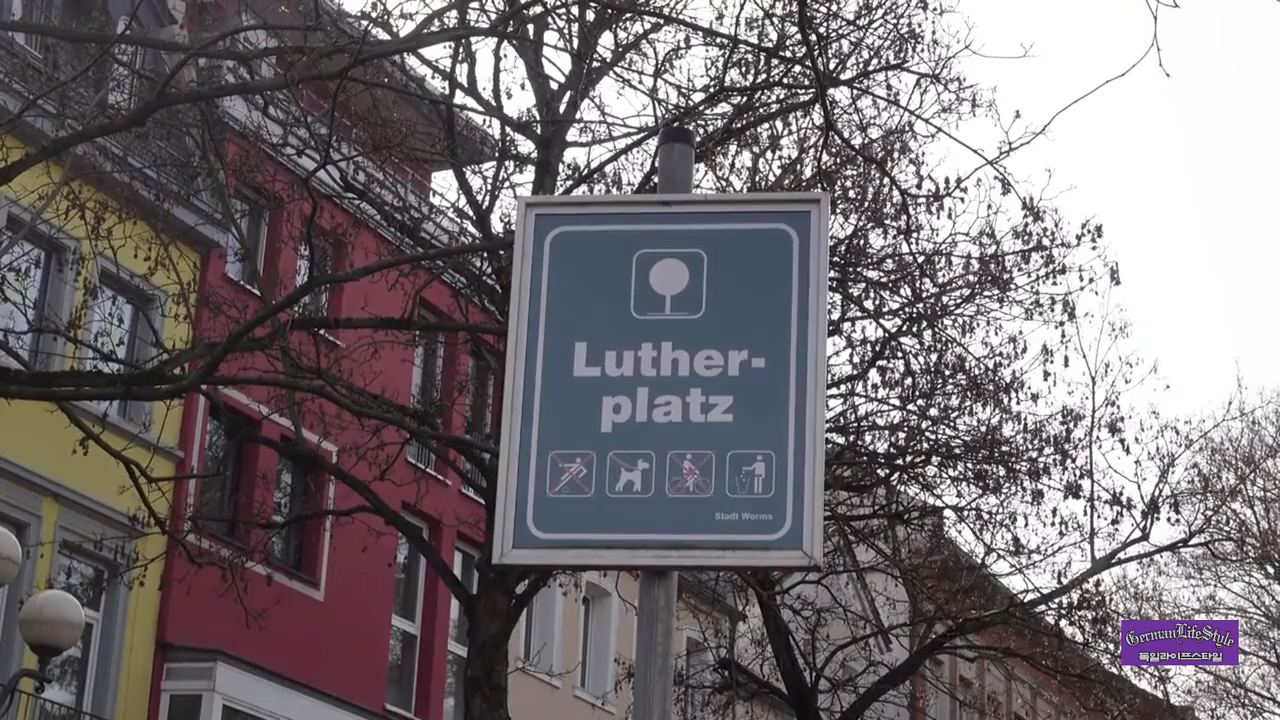 Luther-
platz
Stadt Worms
GermanLifeStyle
독일라이프스타일